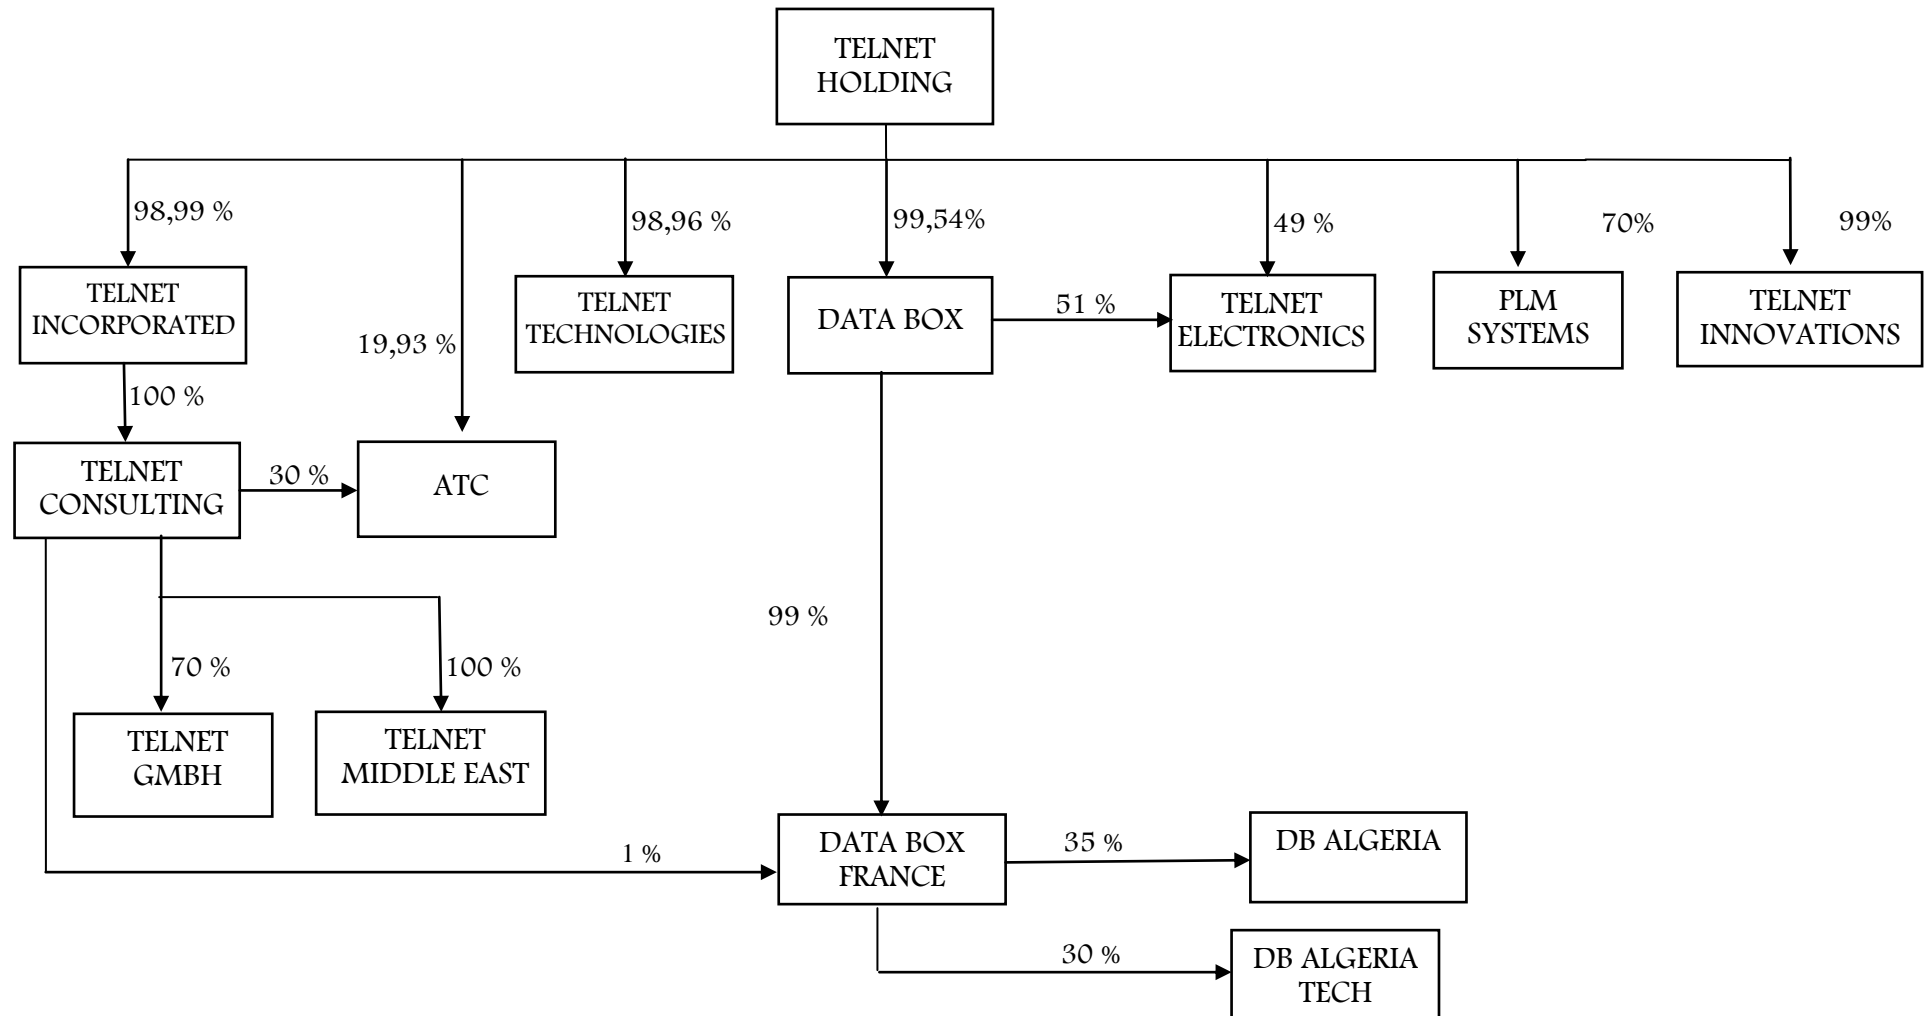 TELNET
HOLDING
98,99 %
98,96 %
99,54%
49 %
70%
99%
TELNET
INCORPORATED
TELNET
TECHNOLOGIES
DATA BOX
51 %
TELNET
ELECTRONICS
PLM
SYSTEMS
TELNET
INNOVATIONS
19,93 %
100 %
TELNET
CONSULTING
30 %
ATC
99 %
70 %
100 %
TELNET
GMBH
TELNET
MIDDLE EAST
1 %
DATA BOX
FRANCE
35 %
DB ALGERIA
30 %
DB ALGERIA
TECH